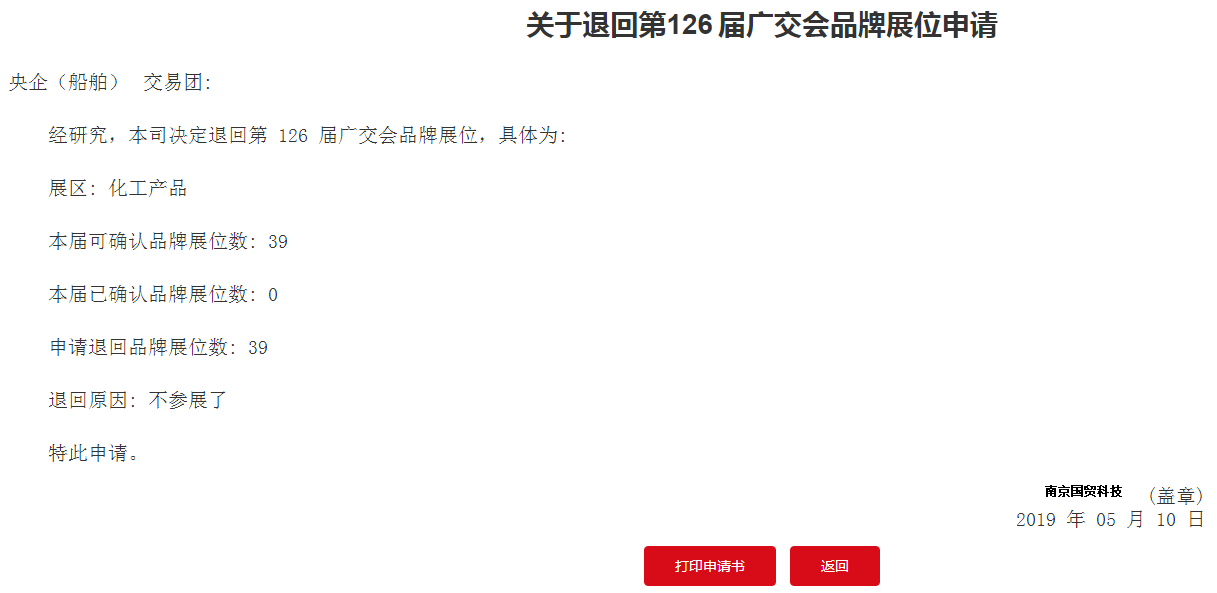 关于退回第126 届广交会品牌展位申请
央企（船舶） 交易团:
经研究，本司决定退回第 126 届广交会品牌展位，具体为:
展区: 化工产品
本届可确认品牌展位数: 39
本届已确认品牌展位数: 0
申请退回品牌展位数: 39
退回原因: 不参展了
特此申请。
南京国贸科技 （盖章）
2019 年 05 月 10 日
打印申请书 返回